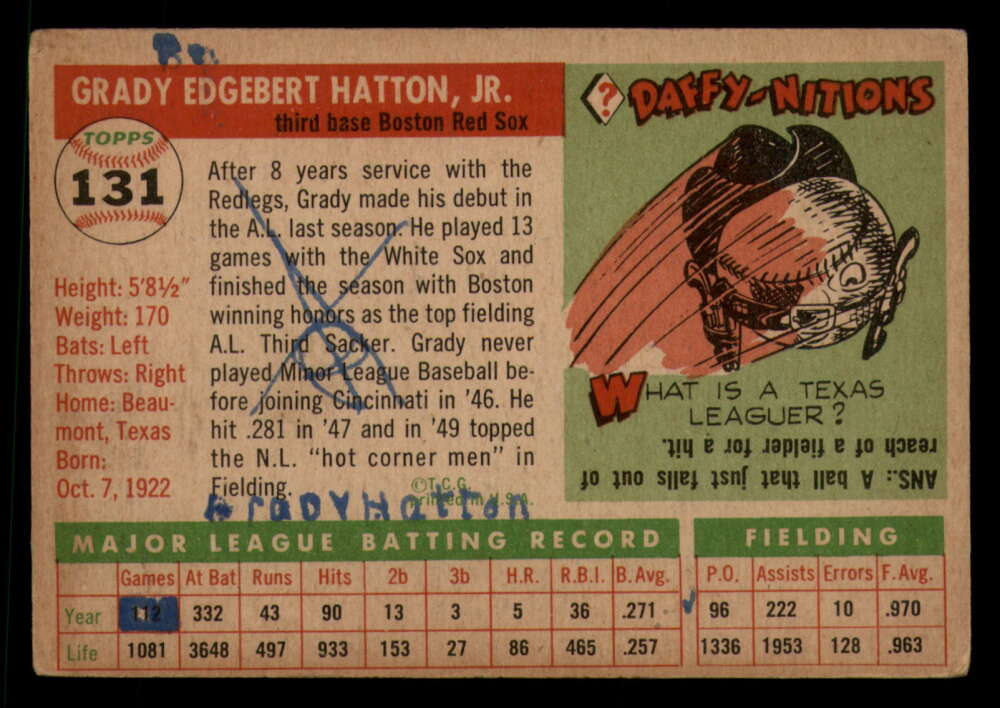 GRADY EDGEBERT HATTON, JR.
third base Boston Red Sox
TOPPS
131
Height: 5'8½"
Weight: 170
Bats: Left
Throws: Right
Home: Beau-
mont, Texas
Born:
Oct. 7, 1922
After 8 years service with the
Redlegs, Grady made his debut in
the A.L. last season. He played 13
games with the White Sox and
finished the season with Boston
winning honors as the top fielding
A.L. Third Sacker. Grady never
played Minor League Baseball be-
fore joining Cincinnati in '46. He
hit .281 in '47 and in '49 topped
the N.L. "hot corner men" in
Fielding.
©T.C.G.
printed in U.S.A.
GradyHatton
? DAFFY-NITIONS
WHAT IS A TEXAS
LEAGUER?
ANS.: A ball that just falls out of
reach of a fielder for a hit.
MAJOR LEAGUE BATTING RECORD FIELDING
Games At Bat Runs Hits 2b 3b H.R. R.B.I. B. Avg. P.O. Assists Errors F. Avg.
Year 112 332 43 90 13 3 5 36 .271 96 222 10 .970
Life 1081 3648 497 933 153 27 86 465 .257 1336 1953 128 .963